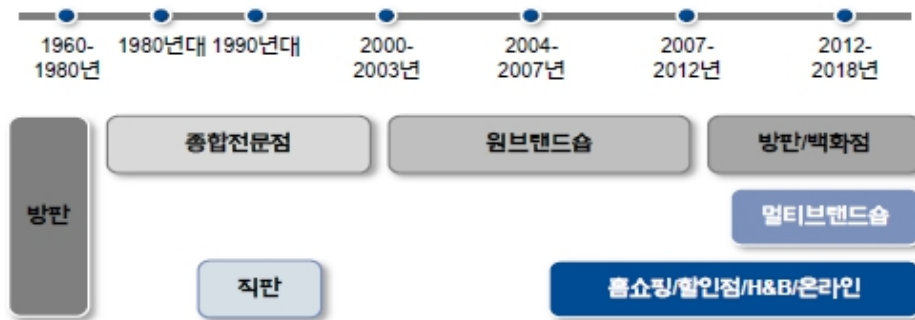 1960-
1980년
1980년대
1990년대
2000-
2003년
2004-
2007년
2007-
2012년
2012-
2018년
종합전문점
원브랜드숍
방판/백화점
방판
멀티브랜드숍
직판
홈쇼핑/할인점/H&B/온라인